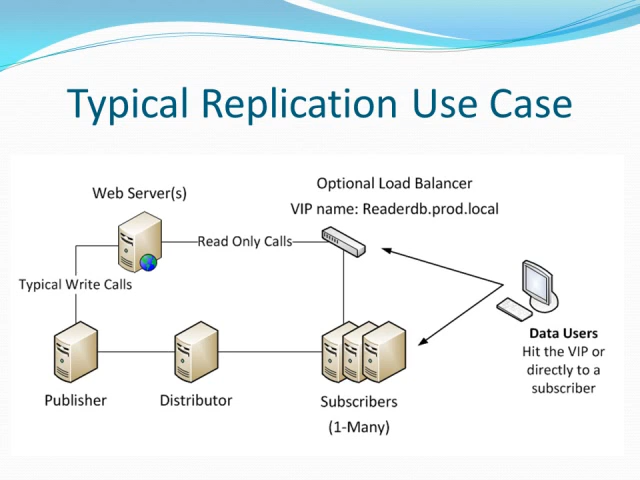 Typical Replication Use Case
Optional Load Balancer
VIP name: Readerdb.prod.local
Web Server(s)
Read Only Calls
Typical Write Calls
Data Users
Hit the VIP or
directly to a
subscriber
Publisher
Distributor
Subscribers
(1-Many)